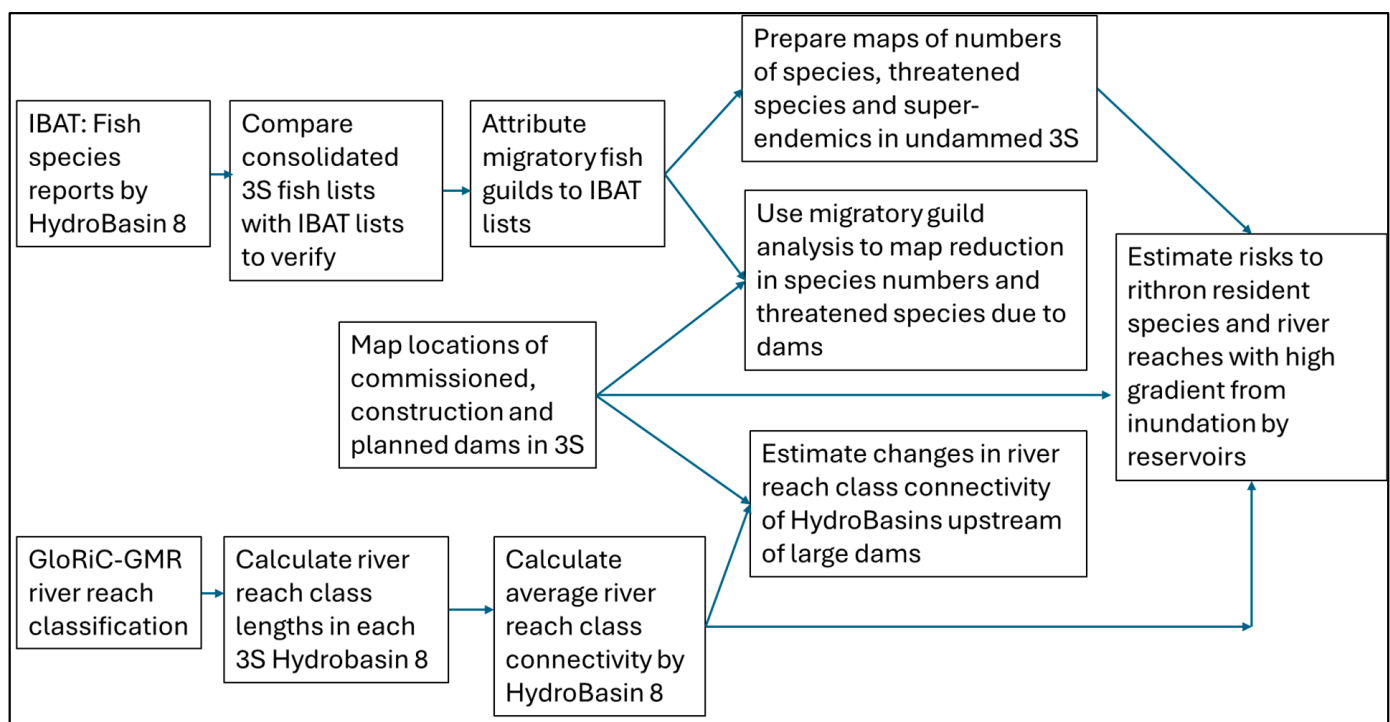 IBAT: Fish
species
reports by
HydroBasin 8
Compare
consolidated
3S fish lists
with IBAT lists
to verify
Attribute
migratory fish
guilds to IBAT
lists
Prepare maps of numbers
of species, threatened
species and super-
endemics in undammed 3S
Use migratory guild
analysis to map reduction
in species numbers and
threatened species due to
dams
Map locations of
commissioned,
construction and
planned dams in 3S
Estimate risks to
rithron resident
species and river
reaches with high
gradient from
inundation by
reservoirs
Estimate changes in river
reach class connectivity
of HydroBasins upstream
of large dams
GloRiC-GMR
river reach
classification
Calculate river
reach class
lengths in each
3S Hydrobasin 8
Calculate
average river
reach class
connectivity by
HydroBasin 8